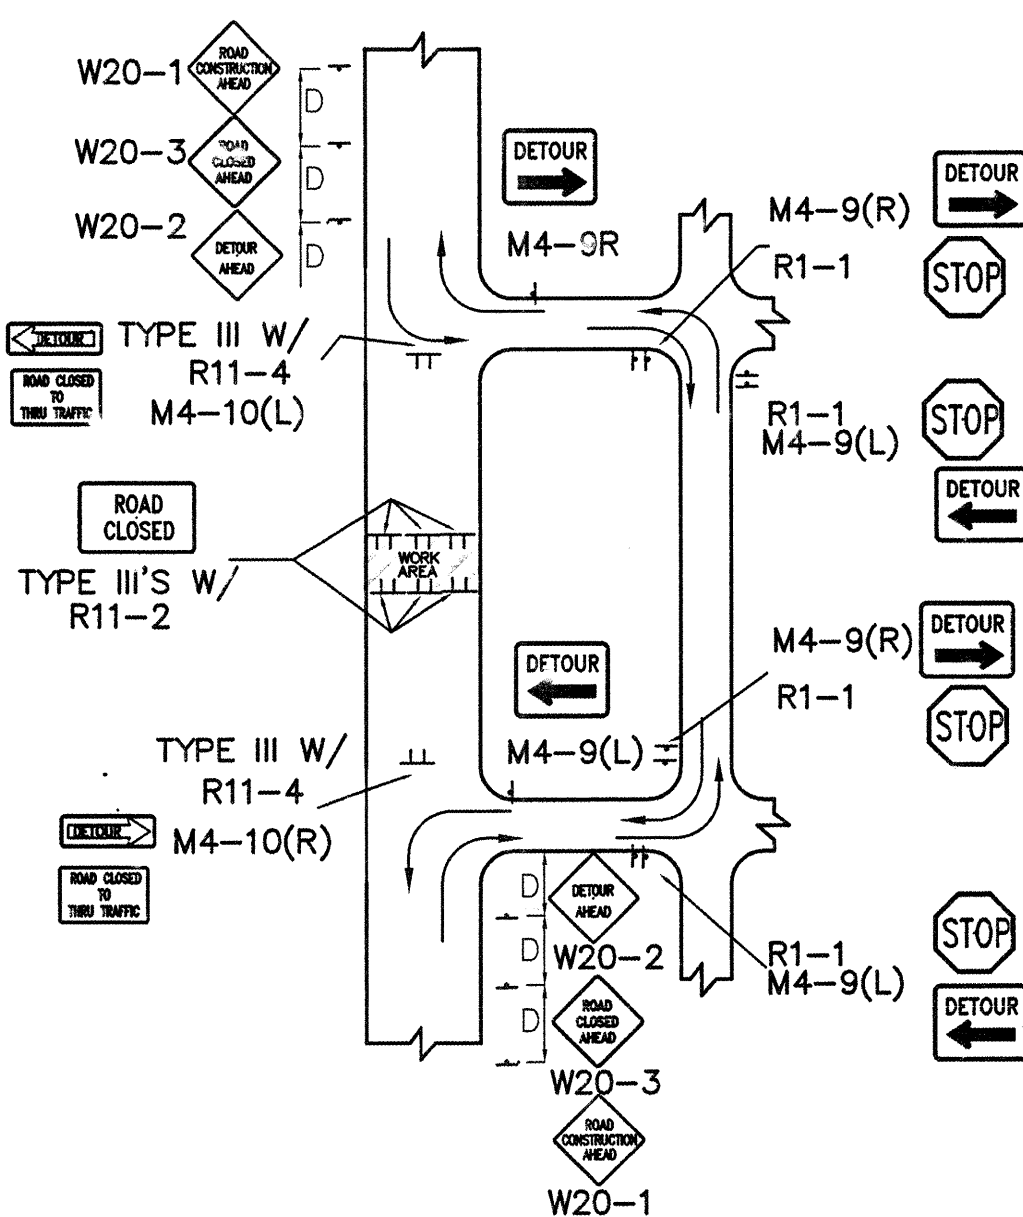 W20-1
ROAD
CONSTRUCTION
AHEAD
D
W20-3
ROAD
CLOSED
AHEAD
D
W20-2
DETOUR
AHEAD
D
DETOUR
M4-9R
M4-9(R)
R1-1
DETOUR
STOP
DETOUR
TYPE III W/
R11-4
M4-10(L)
ROAD CLOSED
TO
THRU TRAFFIC
R1-1
M4-9(L)
STOP
DETOUR
ROAD
CLOSED
TYPE III'S W/
R11-2
WORK
AREA
DETOUR
M4-9(L)
M4-9(R)
R1-1
DETOUR
STOP
TYPE III W/
R11-4
M4-10(R)
DETOUR
ROAD CLOSED
TO
THRU TRAFFIC
D
DETOUR
AHEAD
W20-2
D
ROAD
CLOSED
AHEAD
D
W20-3
ROAD
CONSTRUCTION
AHEAD
W20-1
R1-1
M4-9(L)
STOP
DETOUR